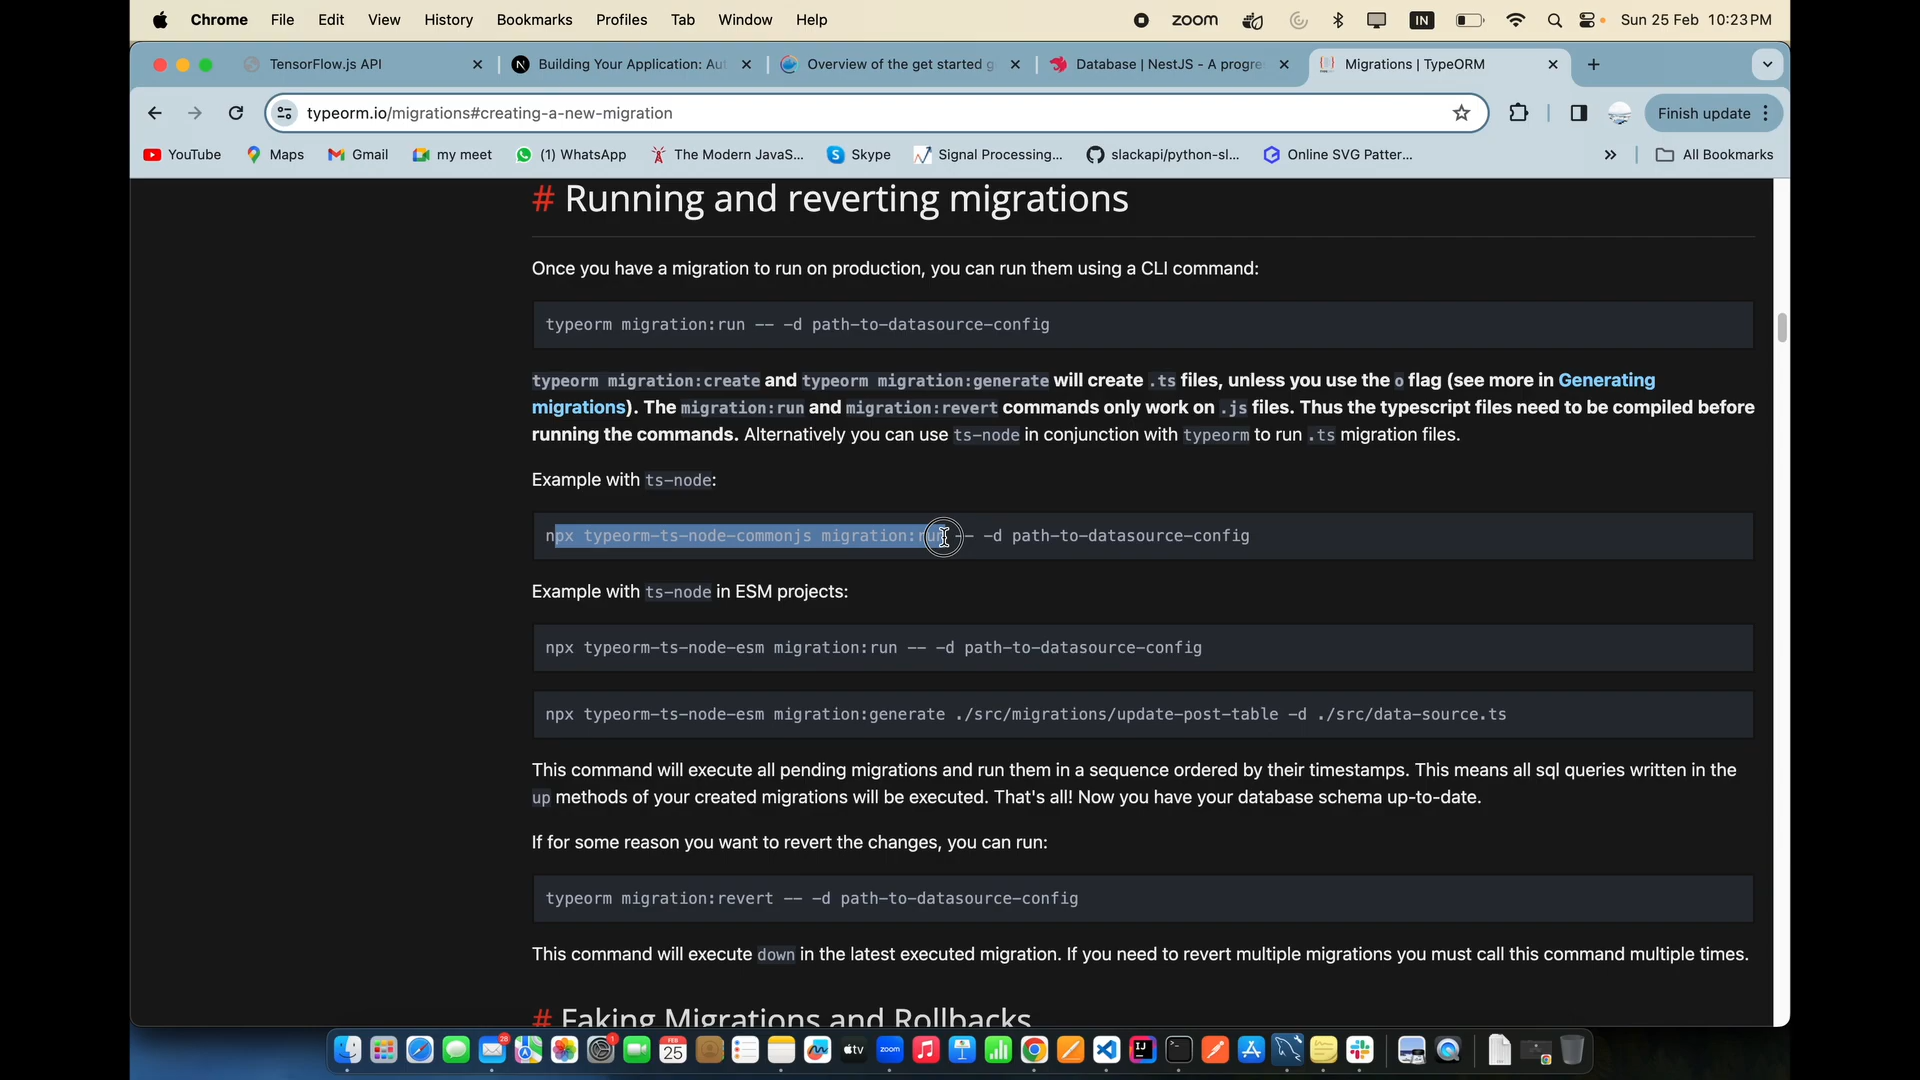 Chrome File Edit View History Bookmarks Profiles Tab Window Help zoom IN Sun 25 Feb 10:23 PM
TensorFlow.js API Building Your Application: Au Overview of the get started g Database | NestJS - A progre Migrations | TypeORM
typeorm.io/migrations#creating-a-new-migration Finish update
YouTube Maps Gmail my meet (1) WhatsApp The Modern JavaS... Skype Signal Processing... slackapi/python-sl... Online SVG Patter... » All Bookmarks
# Running and reverting migrations
Once you have a migration to run on production, you can run them using a CLI command:
typeorm migration:run -- -d path-to-datasource-config
typeorm migration:create and typeorm migration:generate will create .ts files, unless you use the o flag (see more in Generating
migrations). The migration:run and migration:revert commands only work on .js files. Thus the typescript files need to be compiled before
running the commands. Alternatively you can use ts-node in conjunction with typeorm to run .ts migration files.
Example with ts-node:
npx typeorm-ts-node-commonjs migration:run -- -d path-to-datasource-config
Example with ts-node in ESM projects:
npx typeorm-ts-node-esm migration:run -- -d path-to-datasource-config
npx typeorm-ts-node-esm migration:generate ./src/migrations/update-post-table -d ./src/data-source.ts
This command will execute all pending migrations and run them in a sequence ordered by their timestamps. This means all sql queries written in the
up methods of your created migrations will be executed. That's all! Now you have your database schema up-to-date.
If for some reason you want to revert the changes, you can run:
typeorm migration:revert -- -d path-to-datasource-config
This command will execute down in the latest executed migration. If you need to revert multiple migrations you must call this command multiple times.
# Faking Migrations and Rollbacks
28 1 FEB 25 tv zoom